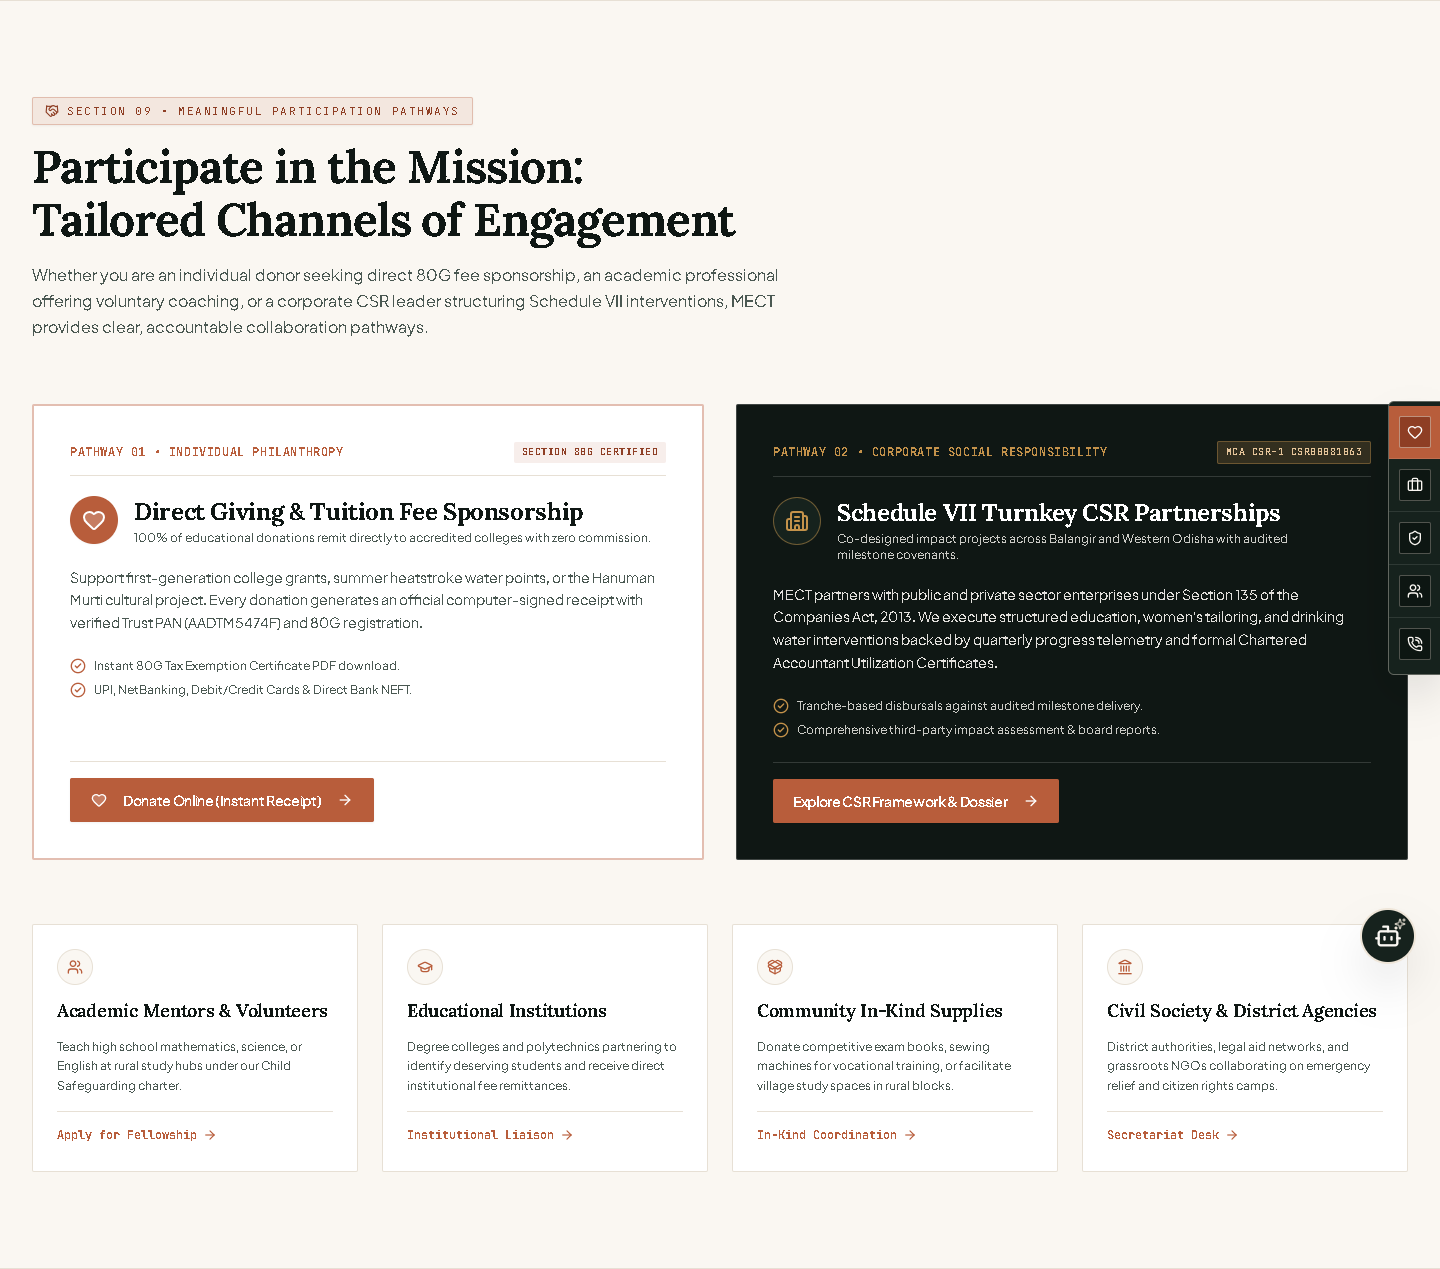 SECTION 09 • MEANINGFUL PARTICIPATION PATHWAYS
Participate in the Mission:
Tailored Channels of Engagement
Whether you are an individual donor seeking direct 80G fee sponsorship, an academic professional
offering voluntary coaching, or a corporate CSR leader structuring Schedule VII interventions, MECT
provides clear, accountable collaboration pathways.
PATHWAY 01 • INDIVIDUAL PHILANTHROPY
SECTION 80G CERTIFIED
Direct Giving & Tuition Fee Sponsorship
100% of educational donations remit directly to accredited colleges with zero commission.
Support first-generation college grants, summer heatstroke water points, or the Hanuman
Murti cultural project. Every donation generates an official computer-signed receipt with
verified Trust PAN (AADTM5474F) and 80G registration.
Instant 80G Tax Exemption Certificate PDF download.
UPI, NetBanking, Debit/Credit Cards & Direct Bank NEFT.
Donate Online (Instant Receipt)
PATHWAY 02 • CORPORATE SOCIAL RESPONSIBILITY
MCA CSR-1 CSR00081063
Schedule VII Turnkey CSR Partnerships
Co-designed impact projects across Balangir and Western Odisha with audited
milestone covenants.
MECT partners with public and private sector enterprises under Section 135 of the
Companies Act, 2013. We execute structured education, women's tailoring, and drinking
water interventions backed by quarterly progress telemetry and formal Chartered
Accountant Utilization Certificates.
Tranche-based disbursals against audited milestone delivery.
Comprehensive third-party impact assessment & board reports.
Explore CSR Framework & Dossier
Academic Mentors & Volunteers
Teach high school mathematics, science, or
English at rural study hubs under our Child
Safeguarding charter.
Apply for Fellowship
Educational Institutions
Degree colleges and polytechnics partnering to
identify deserving students and receive direct
institutional fee remittances.
Institutional Liaison
Community In-Kind Supplies
Donate competitive exam books, sewing
machines for vocational training, or facilitate
village study spaces in rural blocks.
In-Kind Coordination
Civil Society & District Agencies
District authorities, legal aid networks, and
grassroots NGOs collaborating on emergency
relief and citizen rights camps.
Secretariat Desk